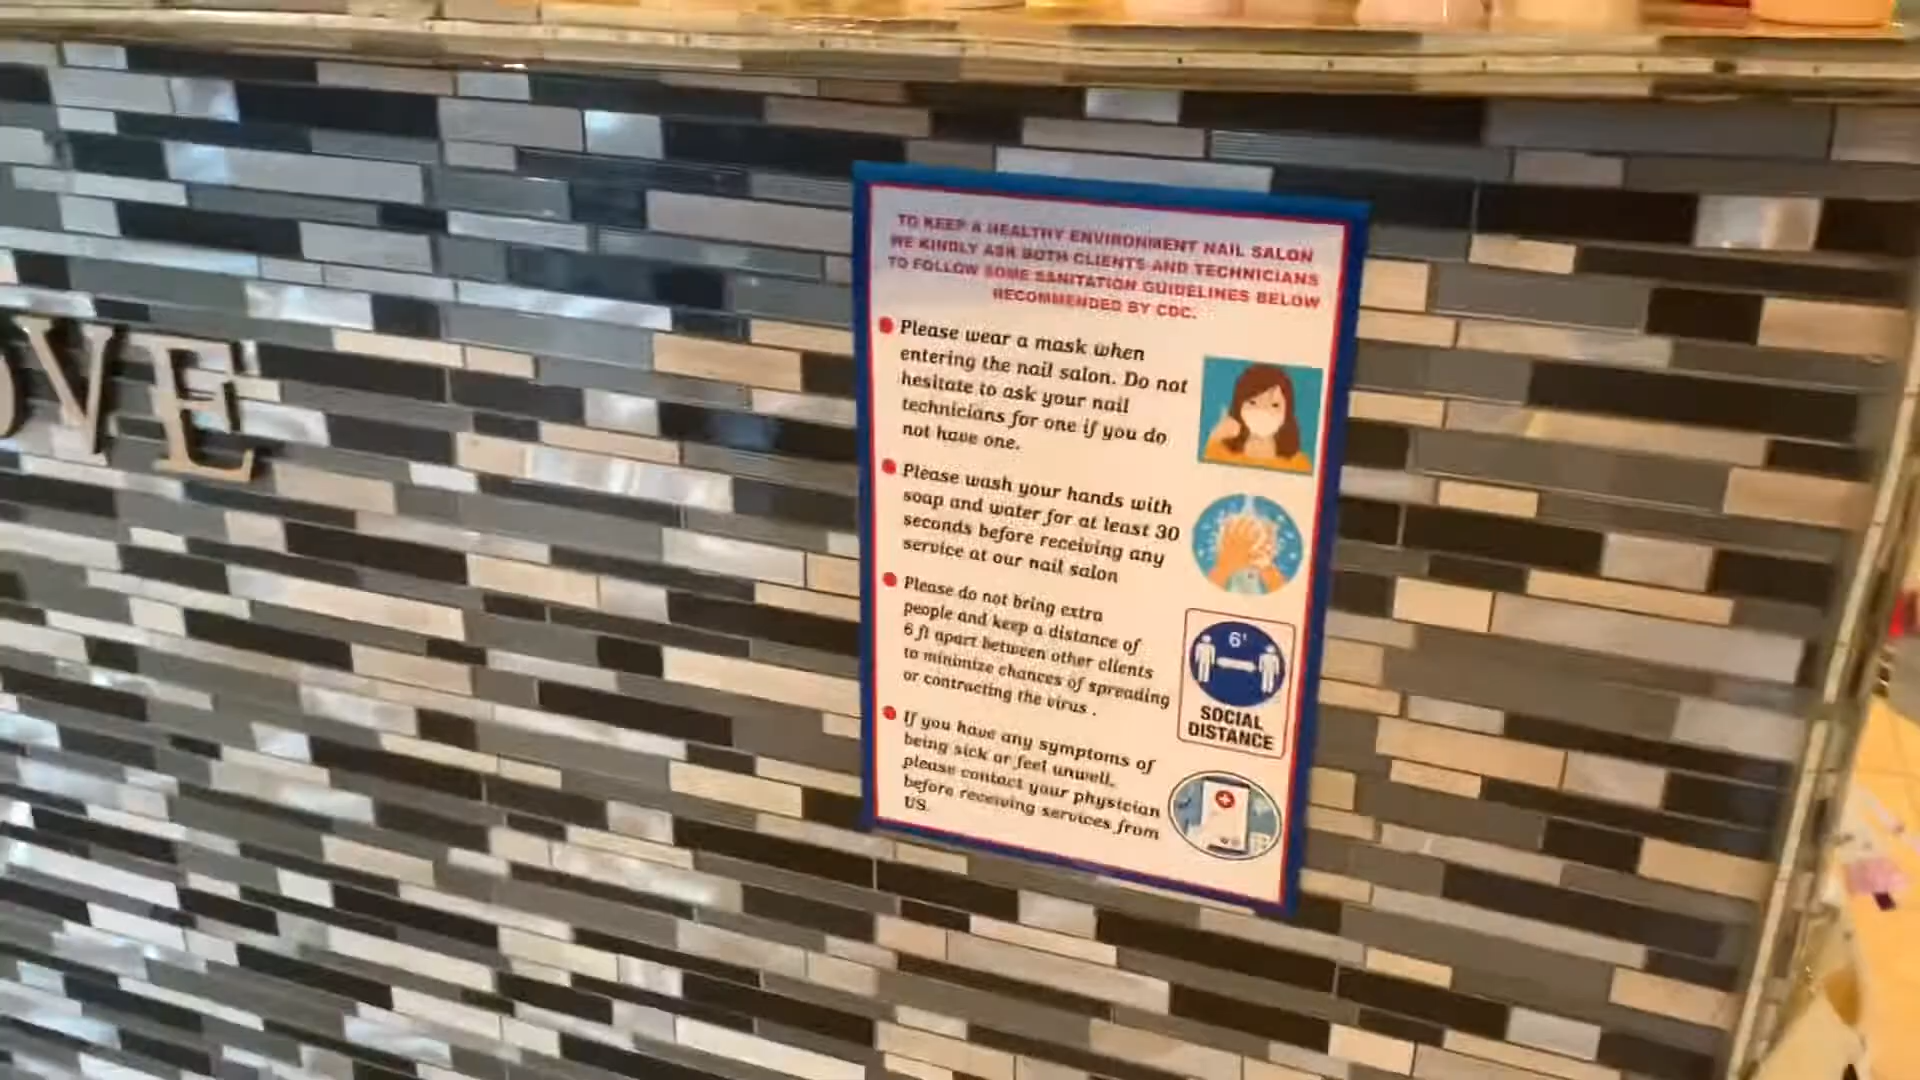 OVE
TO KEEP A HEALTHY ENVIRONMENT NAIL SALON
WE KINDLY ASK BOTH CLIENTS AND TECHNICIANS
TO FOLLOW SOME SANITATION GUIDELINES BELOW
RECOMMENDED BY CDC.
Please wear a mask when
entering the nail salon. Do not
hesitate to ask your nail
technicians for one if you do
not have one.
Please wash your hands with
soap and water for at least 30
seconds before receiving any
service at our nail salon
Please do not bring extra
people and keep a distance of
6 ft apart between other clients
to minimize chances of spreading
or contracting the virus .
6'
SOCIAL
DISTANCE
If you have any symptoms of
being sick or feel unwell,
please contact your physician
before receiving services from
US.